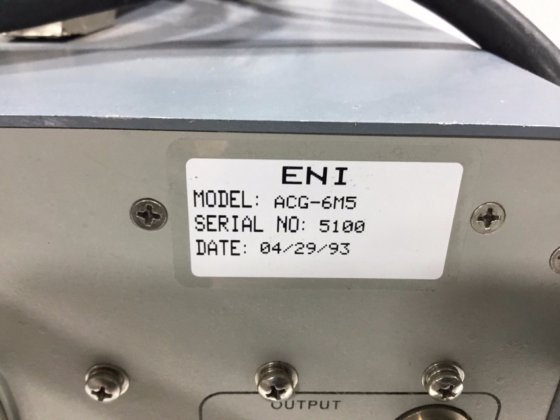 ENI
MODEL: ACG-6M5
SERIAL NO: 5100
DATE: 04/29/93
OUTPUT